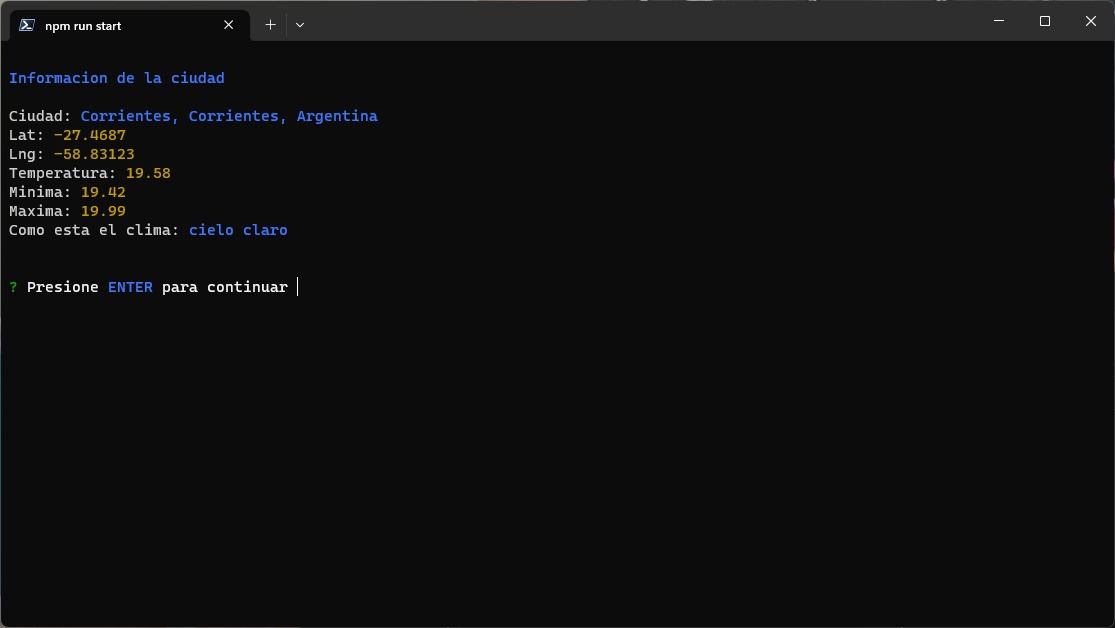 npm run start
Informacion de la ciudad
Ciudad: Corrientes, Corrientes, Argentina
Lat: -27.4687
Lng: -58.83123
Temperatura: 19.58
Minima: 19.42
Maxima: 19.99
Como esta el clima: cielo claro
? Presione ENTER para continuar